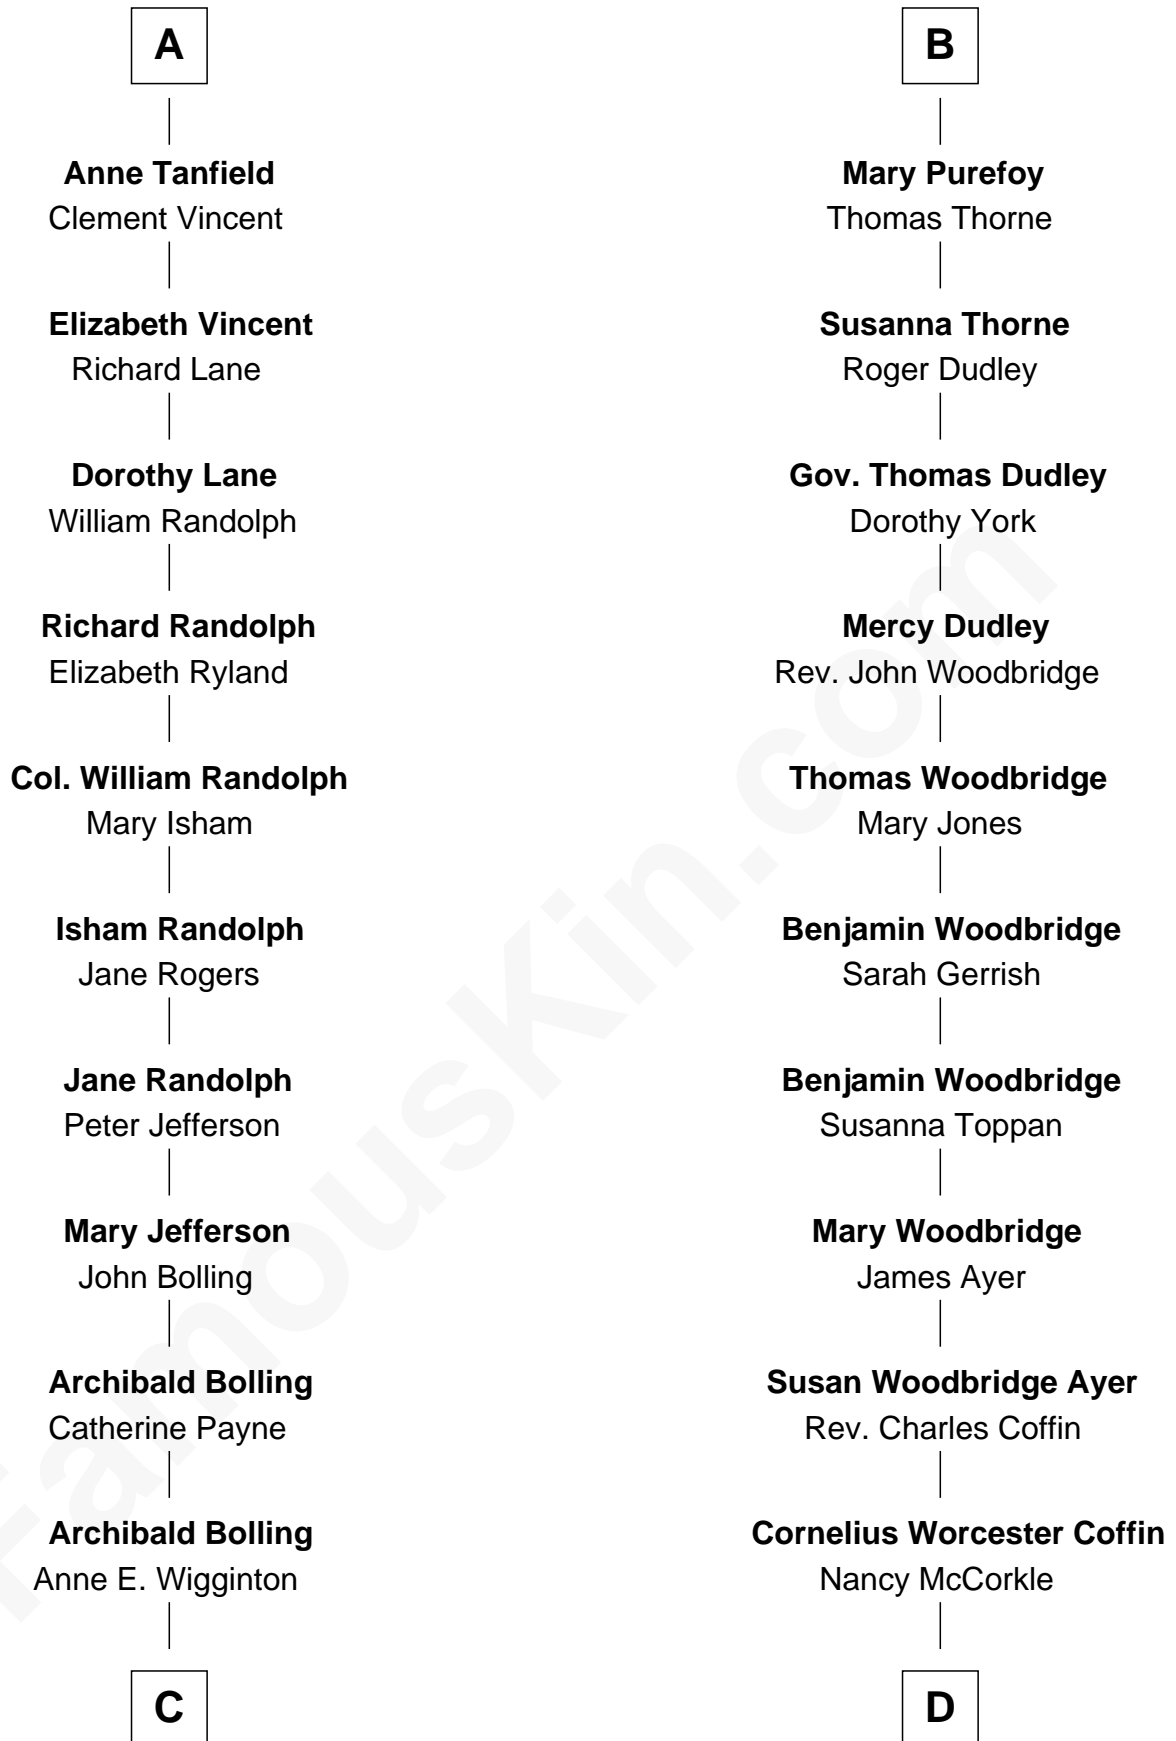 A
Anne Tanfield
Clement Vincent
Elizabeth Vincent
Richard Lane
Dorothy Lane
William Randolph
Richard Randolph
Elizabeth Ryland
Col. William Randolph
Mary Isham
Isham Randolph
Jane Rogers
Jane Randolph
Peter Jefferson
Mary Jefferson
John Bolling
Archibald Bolling
Catherine Payne
Archibald Bolling
Anne E. Wigginton
C
B
Mary Purefoy
Thomas Thorne
Susanna Thorne
Roger Dudley
Gov. Thomas Dudley
Dorothy York
Mercy Dudley
Rev. John Woodbridge
Thomas Woodbridge
Mary Jones
Benjamin Woodbridge
Sarah Gerrish
Benjamin Woodbridge
Susanna Toppan
Mary Woodbridge
James Ayer
Susan Woodbridge Ayer
Rev. Charles Coffin
Cornelius Worcester Coffin
Nancy McCorkle
D
FamousKin.com